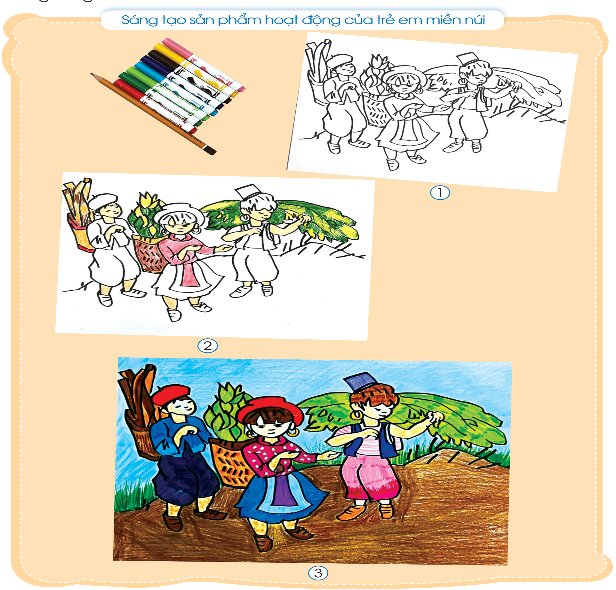 Sáng tạo sản phẩm hoạt động của trẻ em miền núi
1
2
3